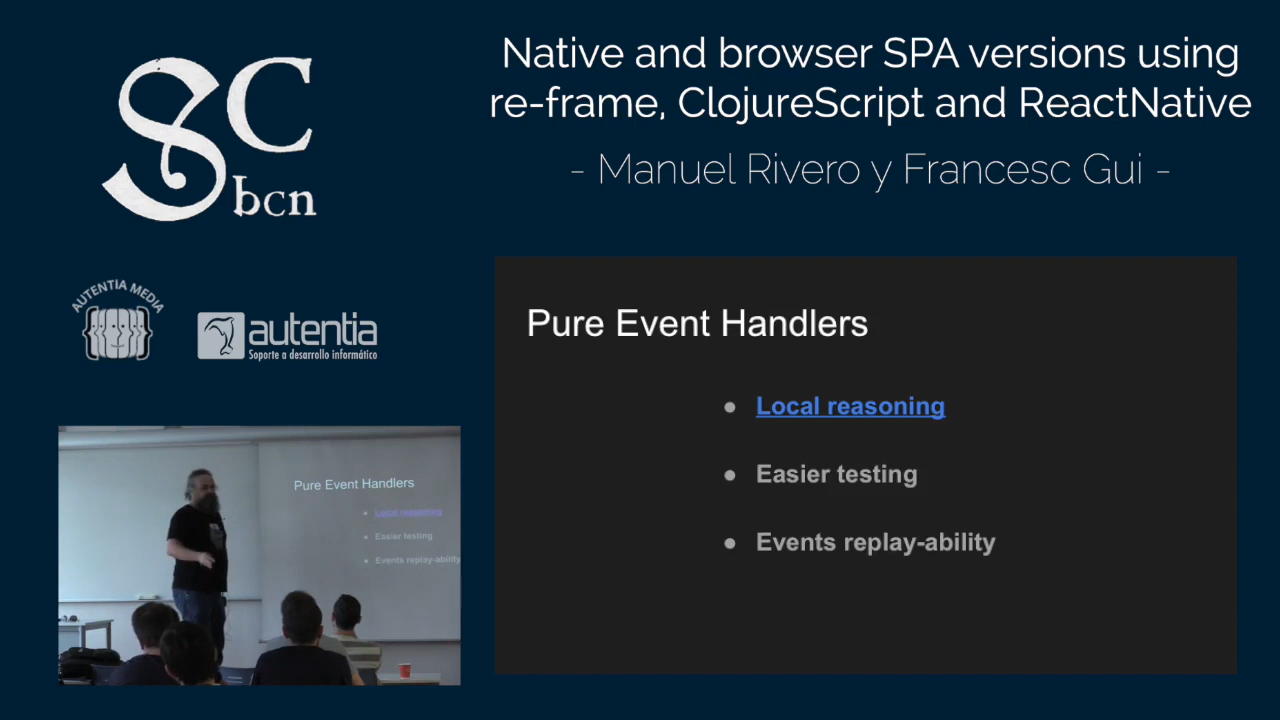 SC
bcn
AUTENTIA MEDIA
autentia
Soporte a desarrollo informático
Native and browser SPA versions using
re-frame, ClojureScript and ReactNative
- Manuel Rivero y Francesc Gui -
Pure Event Handlers
● Local reasoning
● Easier testing
● Events replay-ability
Pure Event Handlers
● Local reasoning
● Easier testing
● Events replay-ability